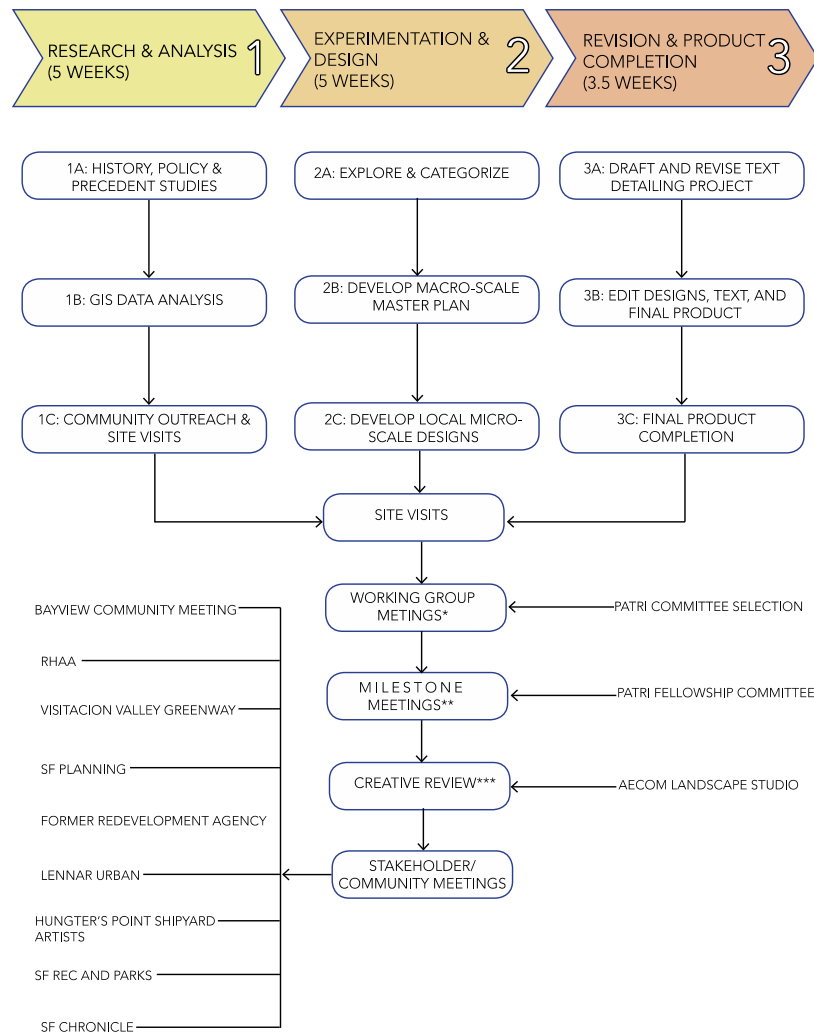 RESEARCH & ANALYSIS
(5 WEEKS)
1
EXPERIMENTATION &
DESIGN
(5 WEEKS)
2
REVISION & PRODUCT
COMPLETION
(3.5 WEEKS)
3
1A: HISTORY, POLICY &
PRECEDENT STUDIES
2A: EXPLORE & CATEGORIZE
3A: DRAFT AND REVISE TEXT
DETAILING PROJECT
1B: GIS DATA ANALYSIS
2B: DEVELOP MACRO-SCALE
MASTER PLAN
3B: EDIT DESIGNS, TEXT, AND
FINAL PRODUCT
1C: COMMUNITY OUTREACH &
SITE VISITS
2C: DEVELOP LOCAL MICRO-
SCALE DESIGNS
3C: FINAL PRODUCT
COMPLETION
SITE VISITS
WORKING GROUP
METINGS*
PATRI COMMITTEE SELECTION
MILESTONE
MEETINGS**
PATRI FELLOWSHIP COMMITTEE
CREATIVE REVIEW***
AECOM LANDSCAPE STUDIO
STAKEHOLDER/
COMMUNITY MEETINGS
BAYVIEW COMMUNITY MEETING
RHAA
VISITACION VALLEY GREENWAY
SF PLANNING
FORMER REDEVELOPMENT AGENCY
LENNAR URBAN
HUNGTER'S POINT SHIPYARD
ARTISTS
SF REC AND PARKS
SF CHRONICLE